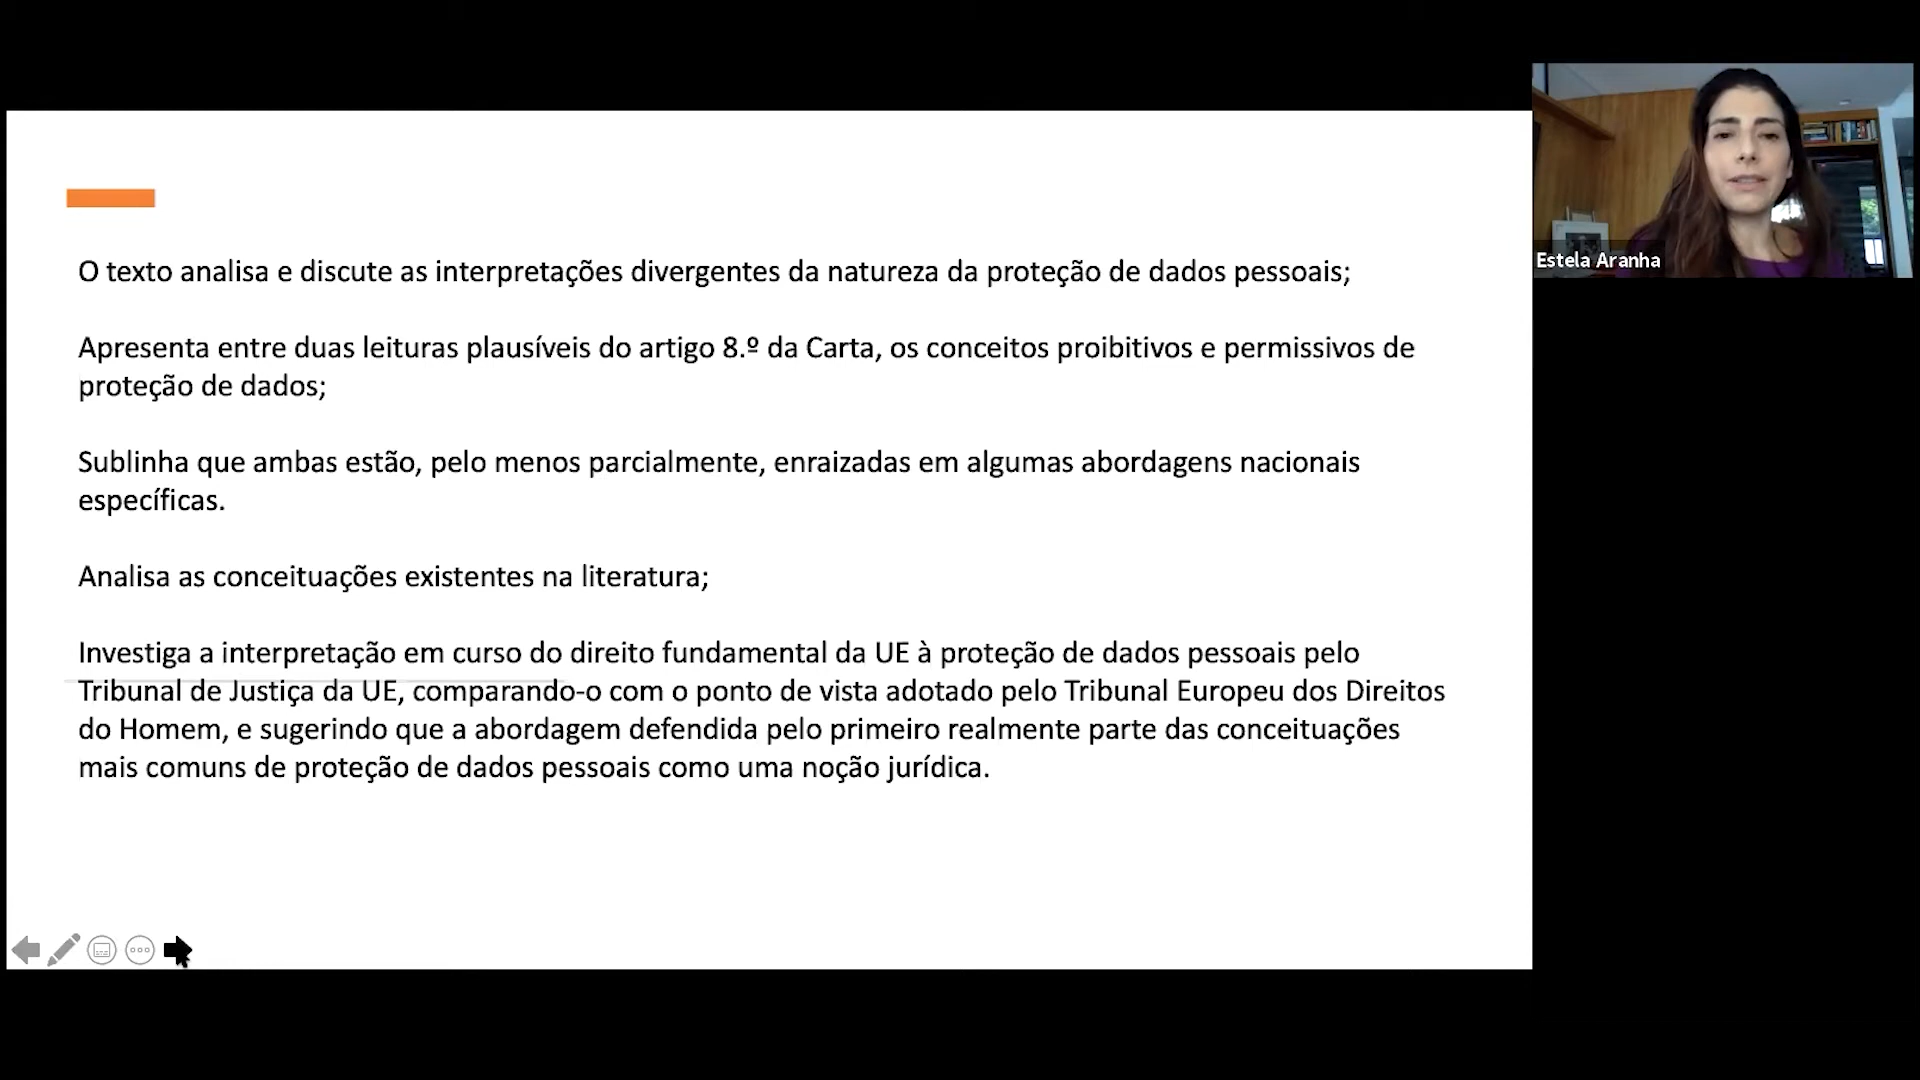 O texto analisa e discute as interpretações divergentes da natureza da proteção de dados pessoais;
Apresenta entre duas leituras plausíveis do artigo 8.º da Carta, os conceitos proibitivos e permissivos de
proteção de dados;
Sublinha que ambas estão, pelo menos parcialmente, enraizadas em algumas abordagens nacionais
específicas.
Analisa as conceituações existentes na literatura;
Investiga a interpretação em curso do direito fundamental da UE à proteção de dados pessoais pelo
Tribunal de Justiça da UE, comparando-o com o ponto de vista adotado pelo Tribunal Europeu dos Direitos
do Homem, e sugerindo que a abordagem defendida pelo primeiro realmente parte das conceituações
mais comuns de proteção de dados pessoais como uma noção jurídica.
Estela Aranha